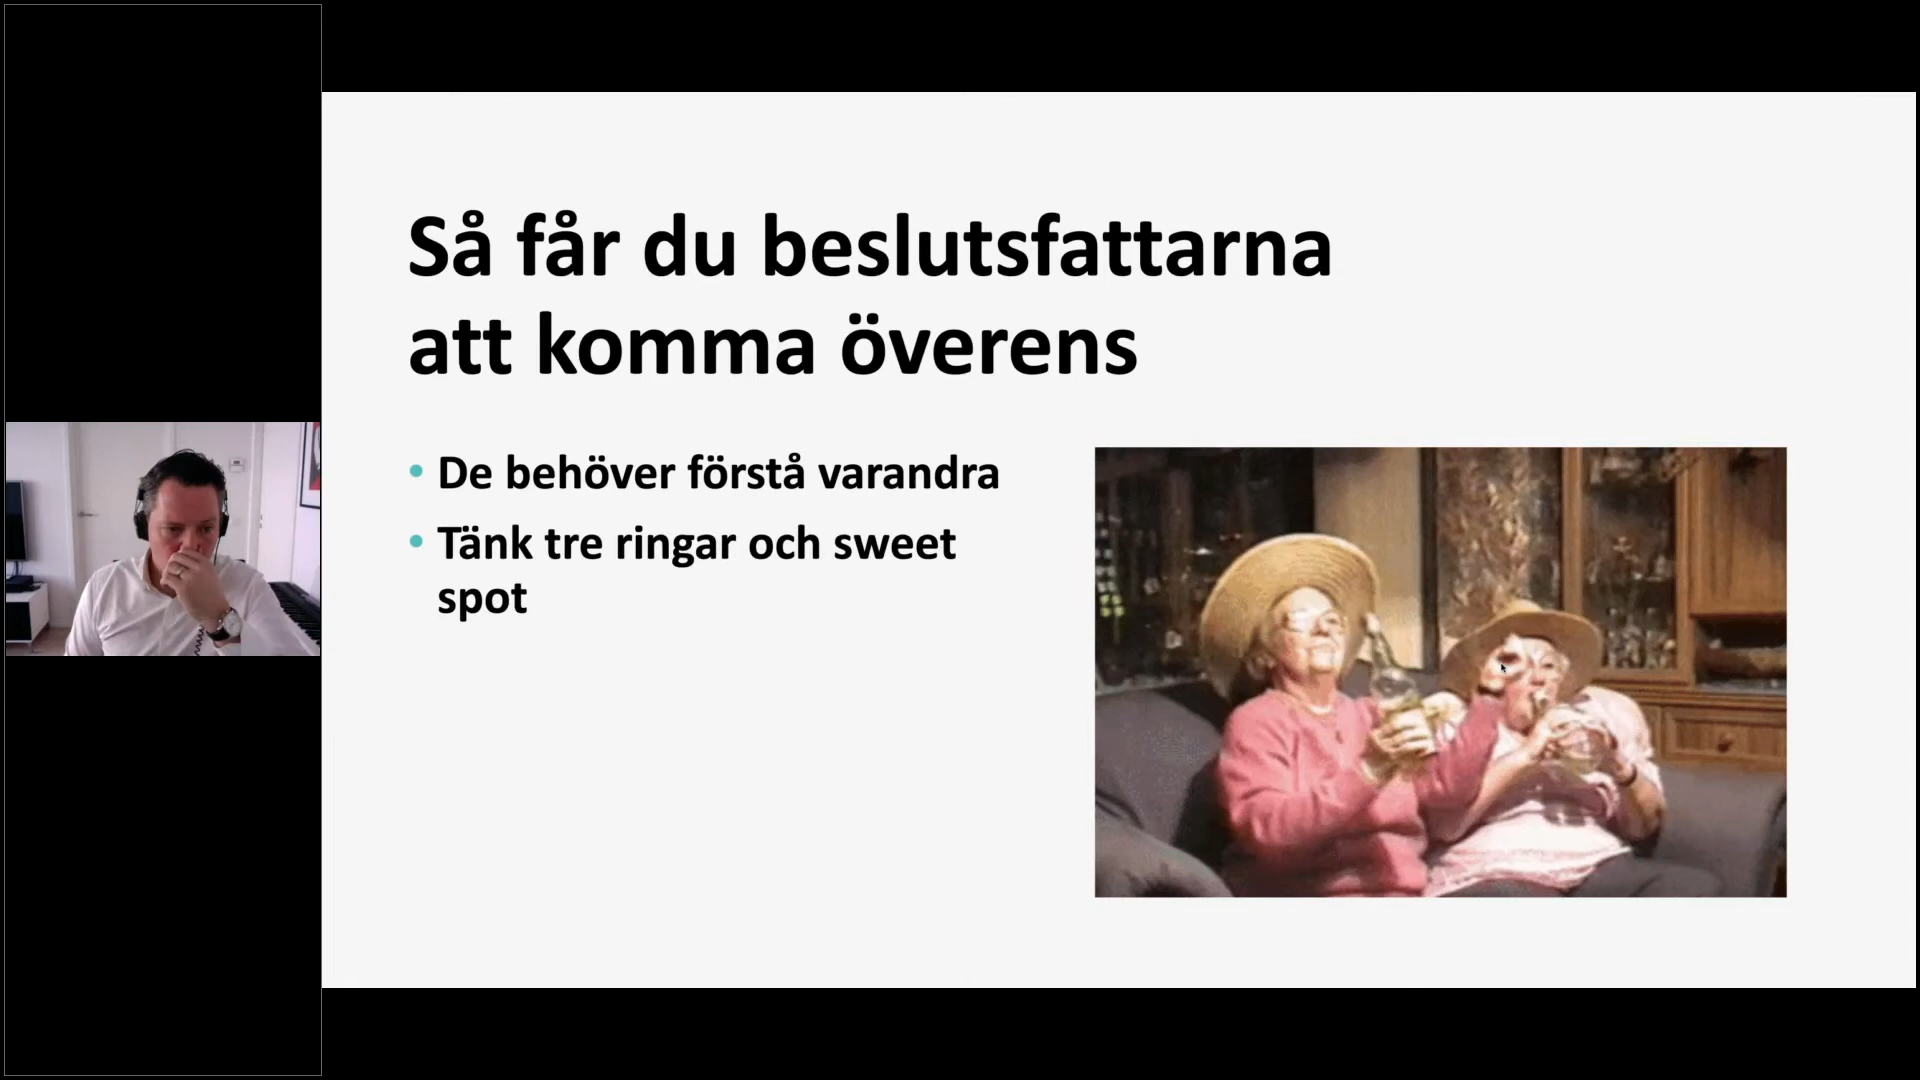 Så får du beslutsfattarna
att komma överens
• De behöver förstå varandra
• Tänk tre ringar och sweet
spot